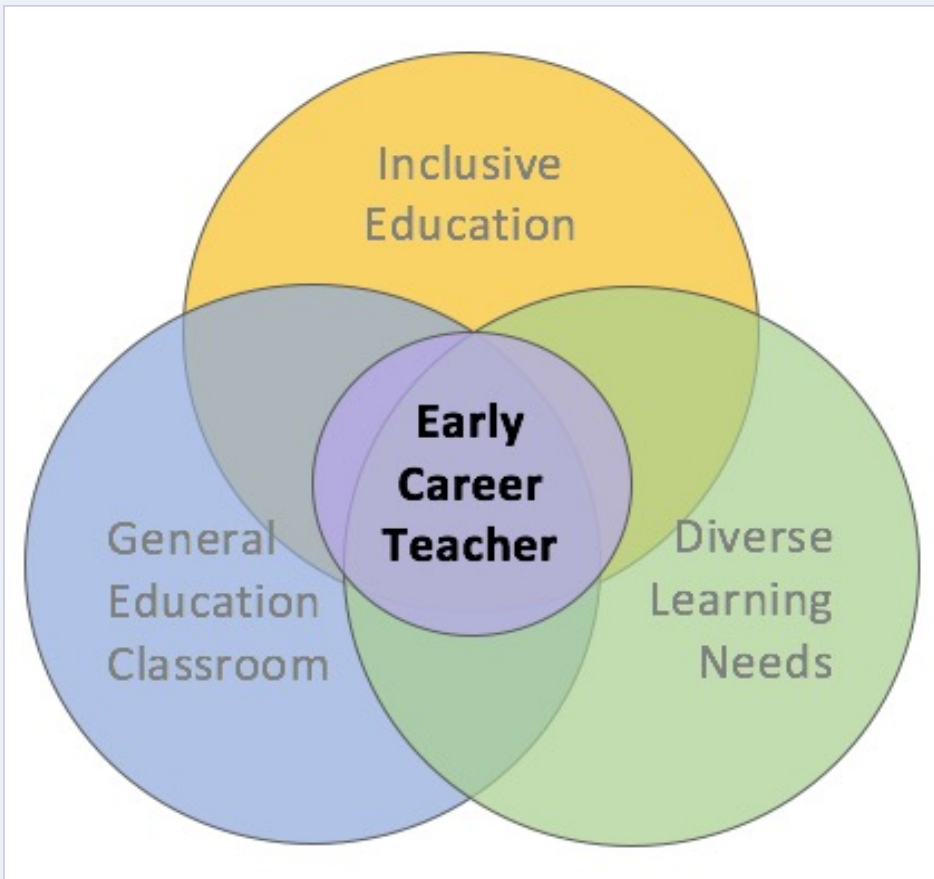 Inclusive
Education
Early
Career
Teacher
General
Education
Classroom
Diverse
Learning
Needs